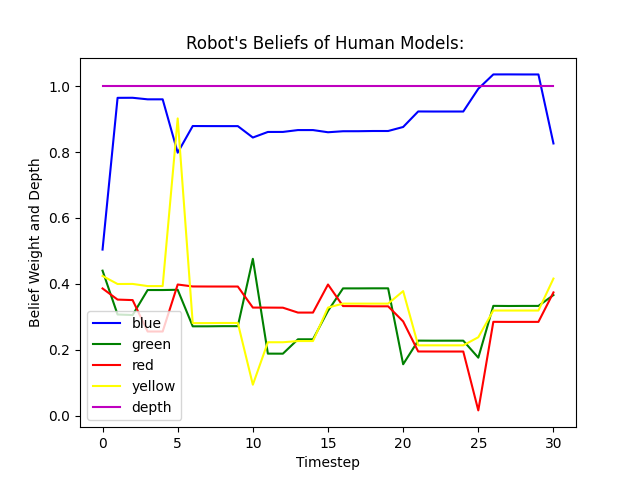 Robot's Beliefs of Human Models:
Belief Weight and Depth
1.0
0.8
0.6
0.4
0.2
0.0
blue
green
red
yellow
depth
0 5 10 15 20 25 30
Timestep